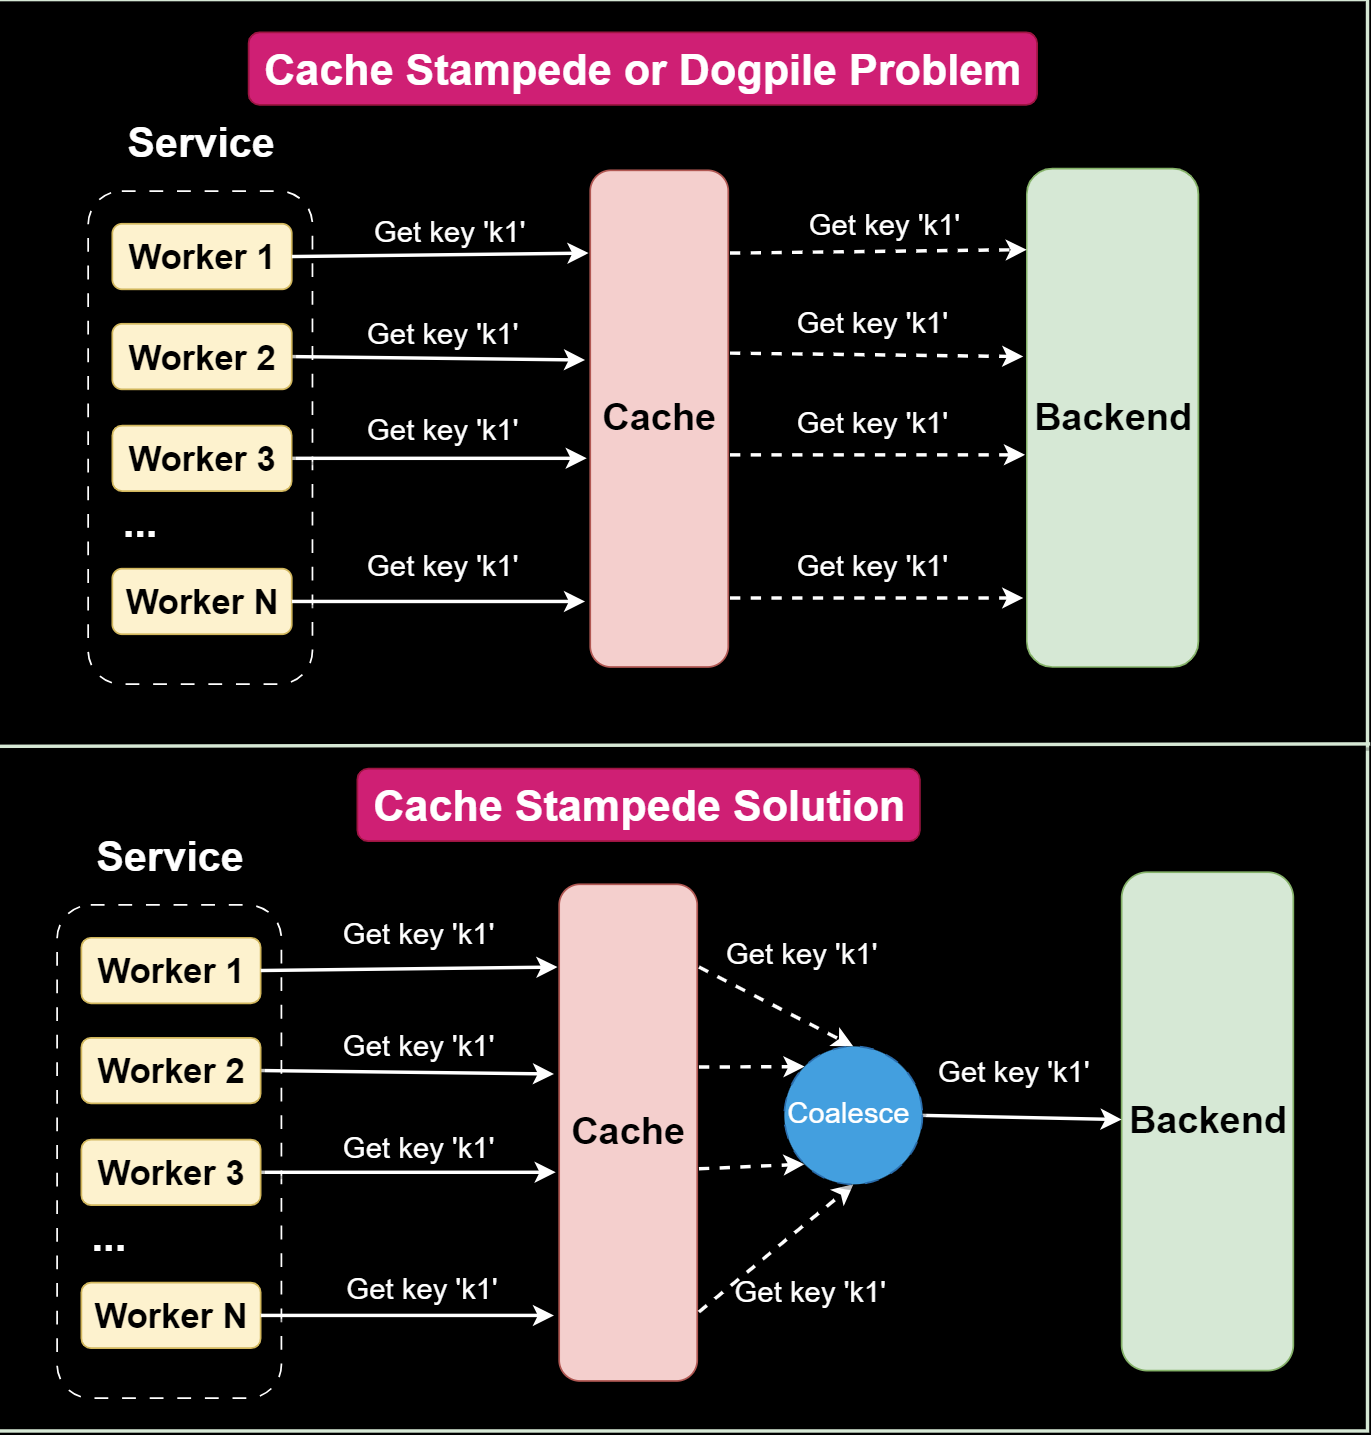 Cache Stampede or Dogpile Problem
Service
Worker 1
Get key 'k1'
Get key 'k1'
Worker 2
Get key 'k1'
Get key 'k1'
Worker 3
Get key 'k1'
Get key 'k1'
...
Worker N
Get key 'k1'
Get key 'k1'
Cache
Backend
Cache Stampede Solution
Service
Worker 1
Get key 'k1'
Get key 'k1'
Worker 2
Get key 'k1'
Worker 3
Get key 'k1'
...
Worker N
Get key 'k1'
Get key 'k1'
Cache
Coalesce
Get key 'k1'
Backend